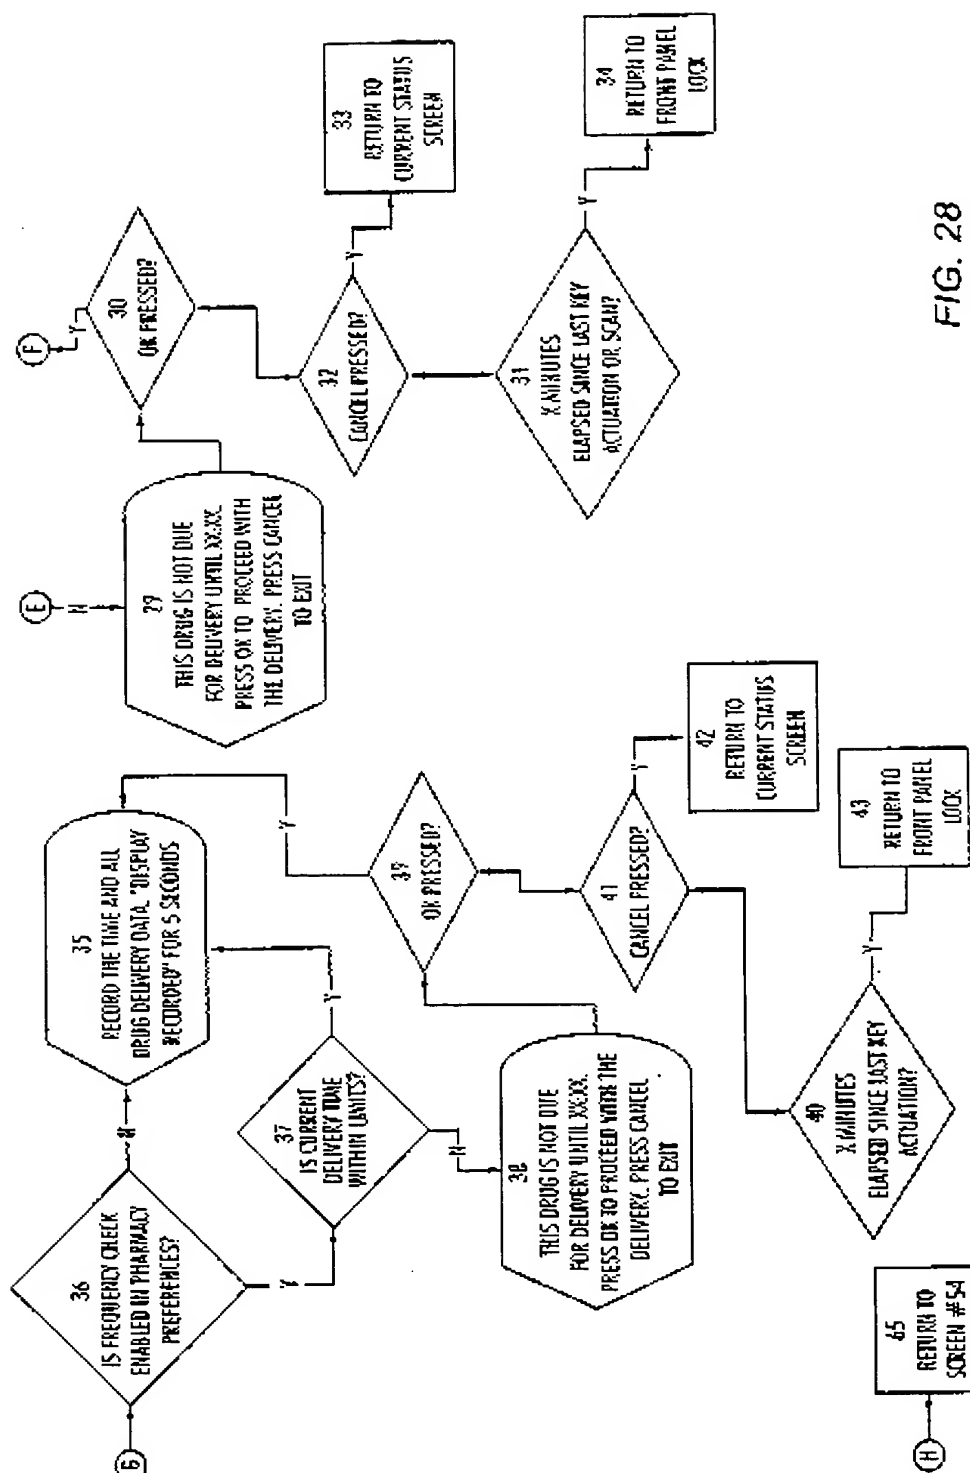 G
36
IS FREQUENCY CHECK
ENABLED IN PHARMACY
PREFERENCES?
N
Y
35
RECORD THE TIME AND ALL
DRUG DELIVERY DATA. "DISPLAY
RECORDED" FOR 5 SECONDS
37
IS CURRENT
DELIVERY TIME
WITHIN LIMITS?
Y
N
38
THIS DRUG IS NOT DUE
FOR DELIVERY UNTIL XX:XX.
PRESS OK TO PROCEED WITH THE
DELIVERY. PRESS CANCEL
TO EXIT
39
OK PRESSED?
Y
41
CANCEL PRESSED?
Y
42
RETURN TO
CURRENT STATUS
SCREEN
40
X MINUTES
ELAPSED SINCE LAST KEY
ACTUATION?
Y
43
RETURN TO
FRONT PANEL
LOCK
H
65
RETURN TO
SCREEN #54
E
N
29
THIS DRUG IS NOT DUE
FOR DELIVERY UNTIL XX:XX.
PRESS OK TO PROCEED WITH
THE DELIVERY. PRESS CANCEL
TO EXIT
F
Y
30
OK PRESSED?
32
CANCEL PRESSED?
Y
33
RETURN TO
CURRENT STATUS
SCREEN
31
X MINUTES
ELAPSED SINCE LAST KEY
ACTUATION OR SCAN?
Y
34
RETURN TO
FRONT PANEL
LOCK
FIG. 28